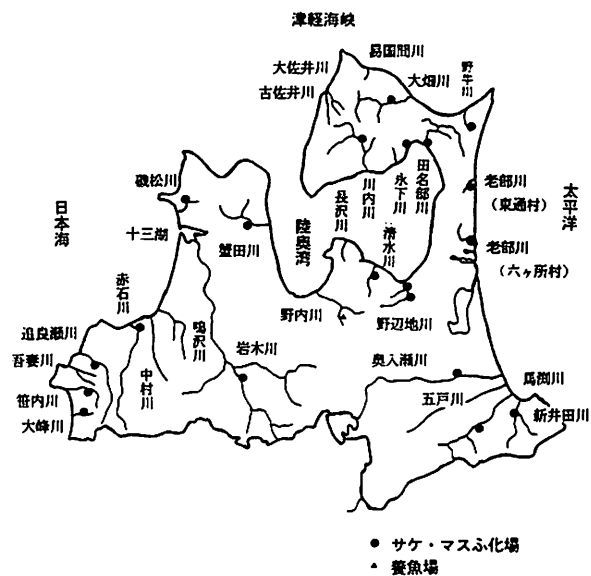 津軽海峡
易国間川
大佐井川
大畑川
野牛川
古佐井川
磯松川
川内川
永下川
田名部川
老部川
（東通村）
太平洋
日本海
長沢川
陸奥湾
清水川
十三湖
蟹田川
老部川
（六ヶ所村）
赤石川
野内川
野辺地川
追良瀬川
鳴沢川
岩木川
吾妻川
中村川
奥入瀬川
馬渕川
笹内川
五戸川
新井田川
大峰川
● サケ・マスふ化場
▲ 養魚場